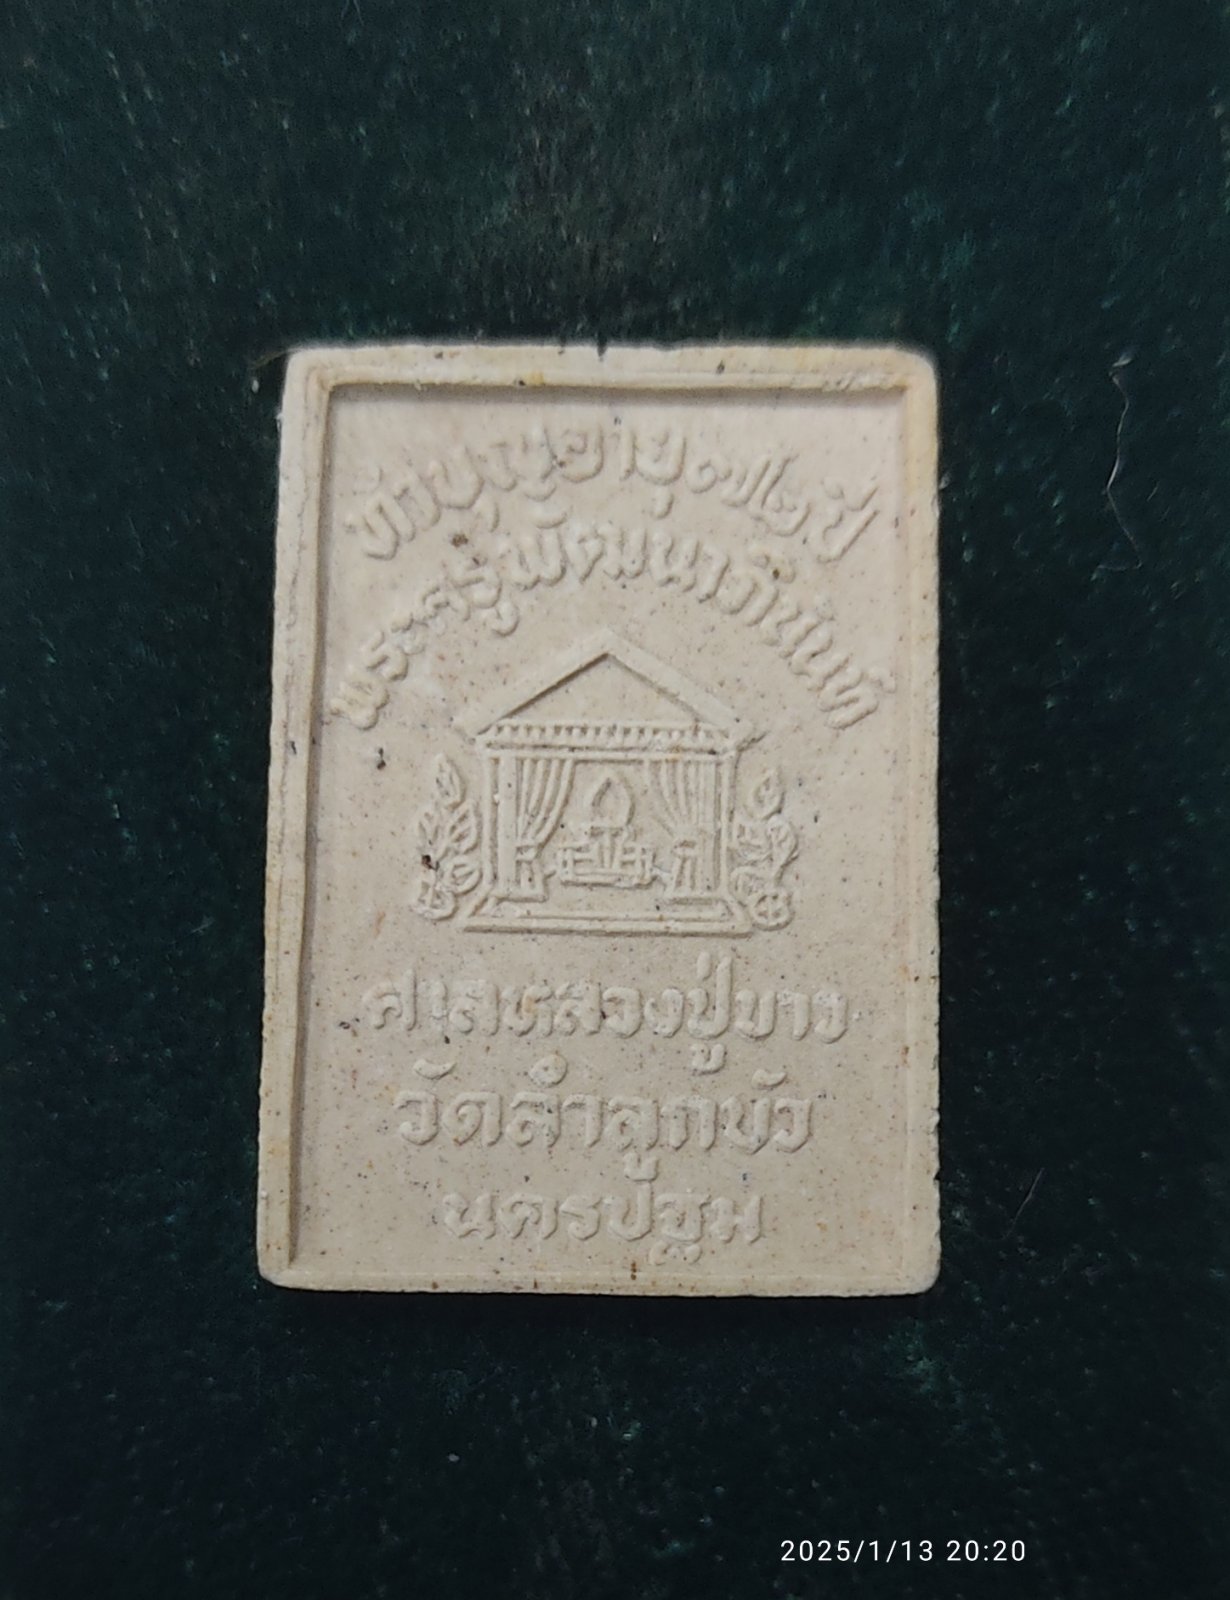 ทำบุญอายุ๗๒ปี
พระครูพัฒนาภินันท์
ศาลหลวงปู่ขาว
วัดลำลูกบัว
นครปฐม
2025/1/13 20:20